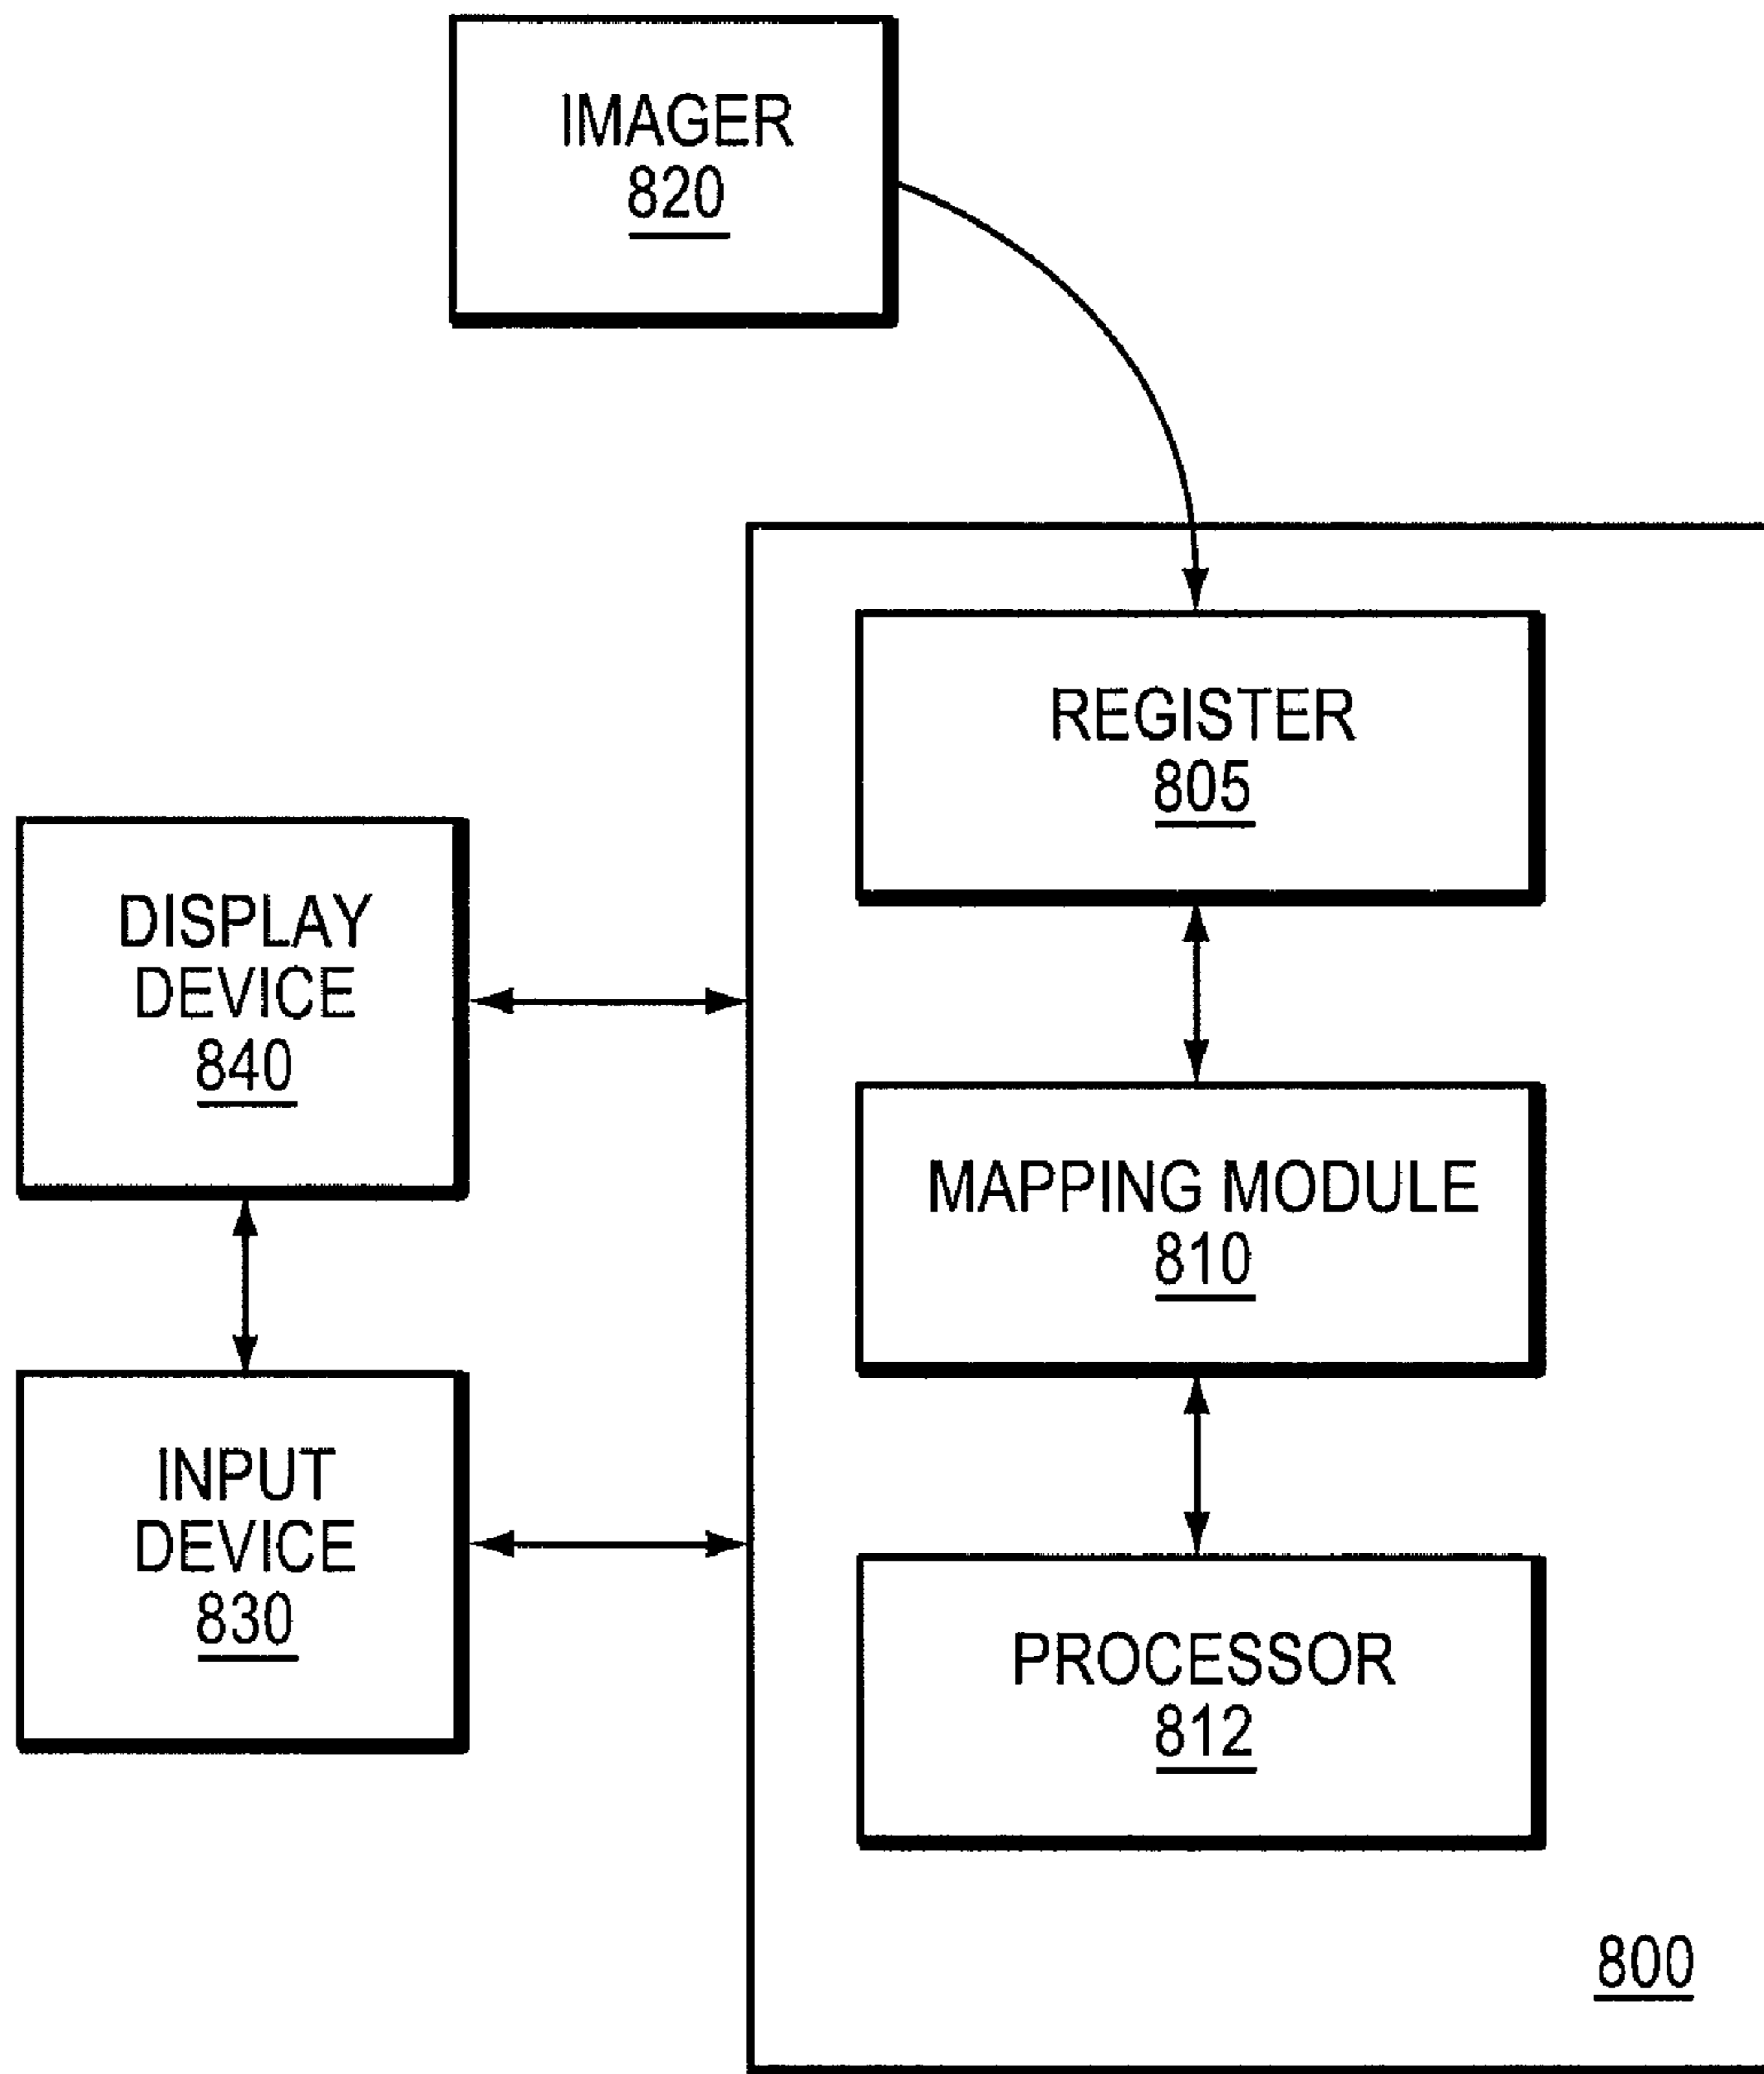 IMAGER
820
REGISTER
805
DISPLAY
DEVICE
840
MAPPING MODULE
810
INPUT
DEVICE
830
PROCESSOR
812
800